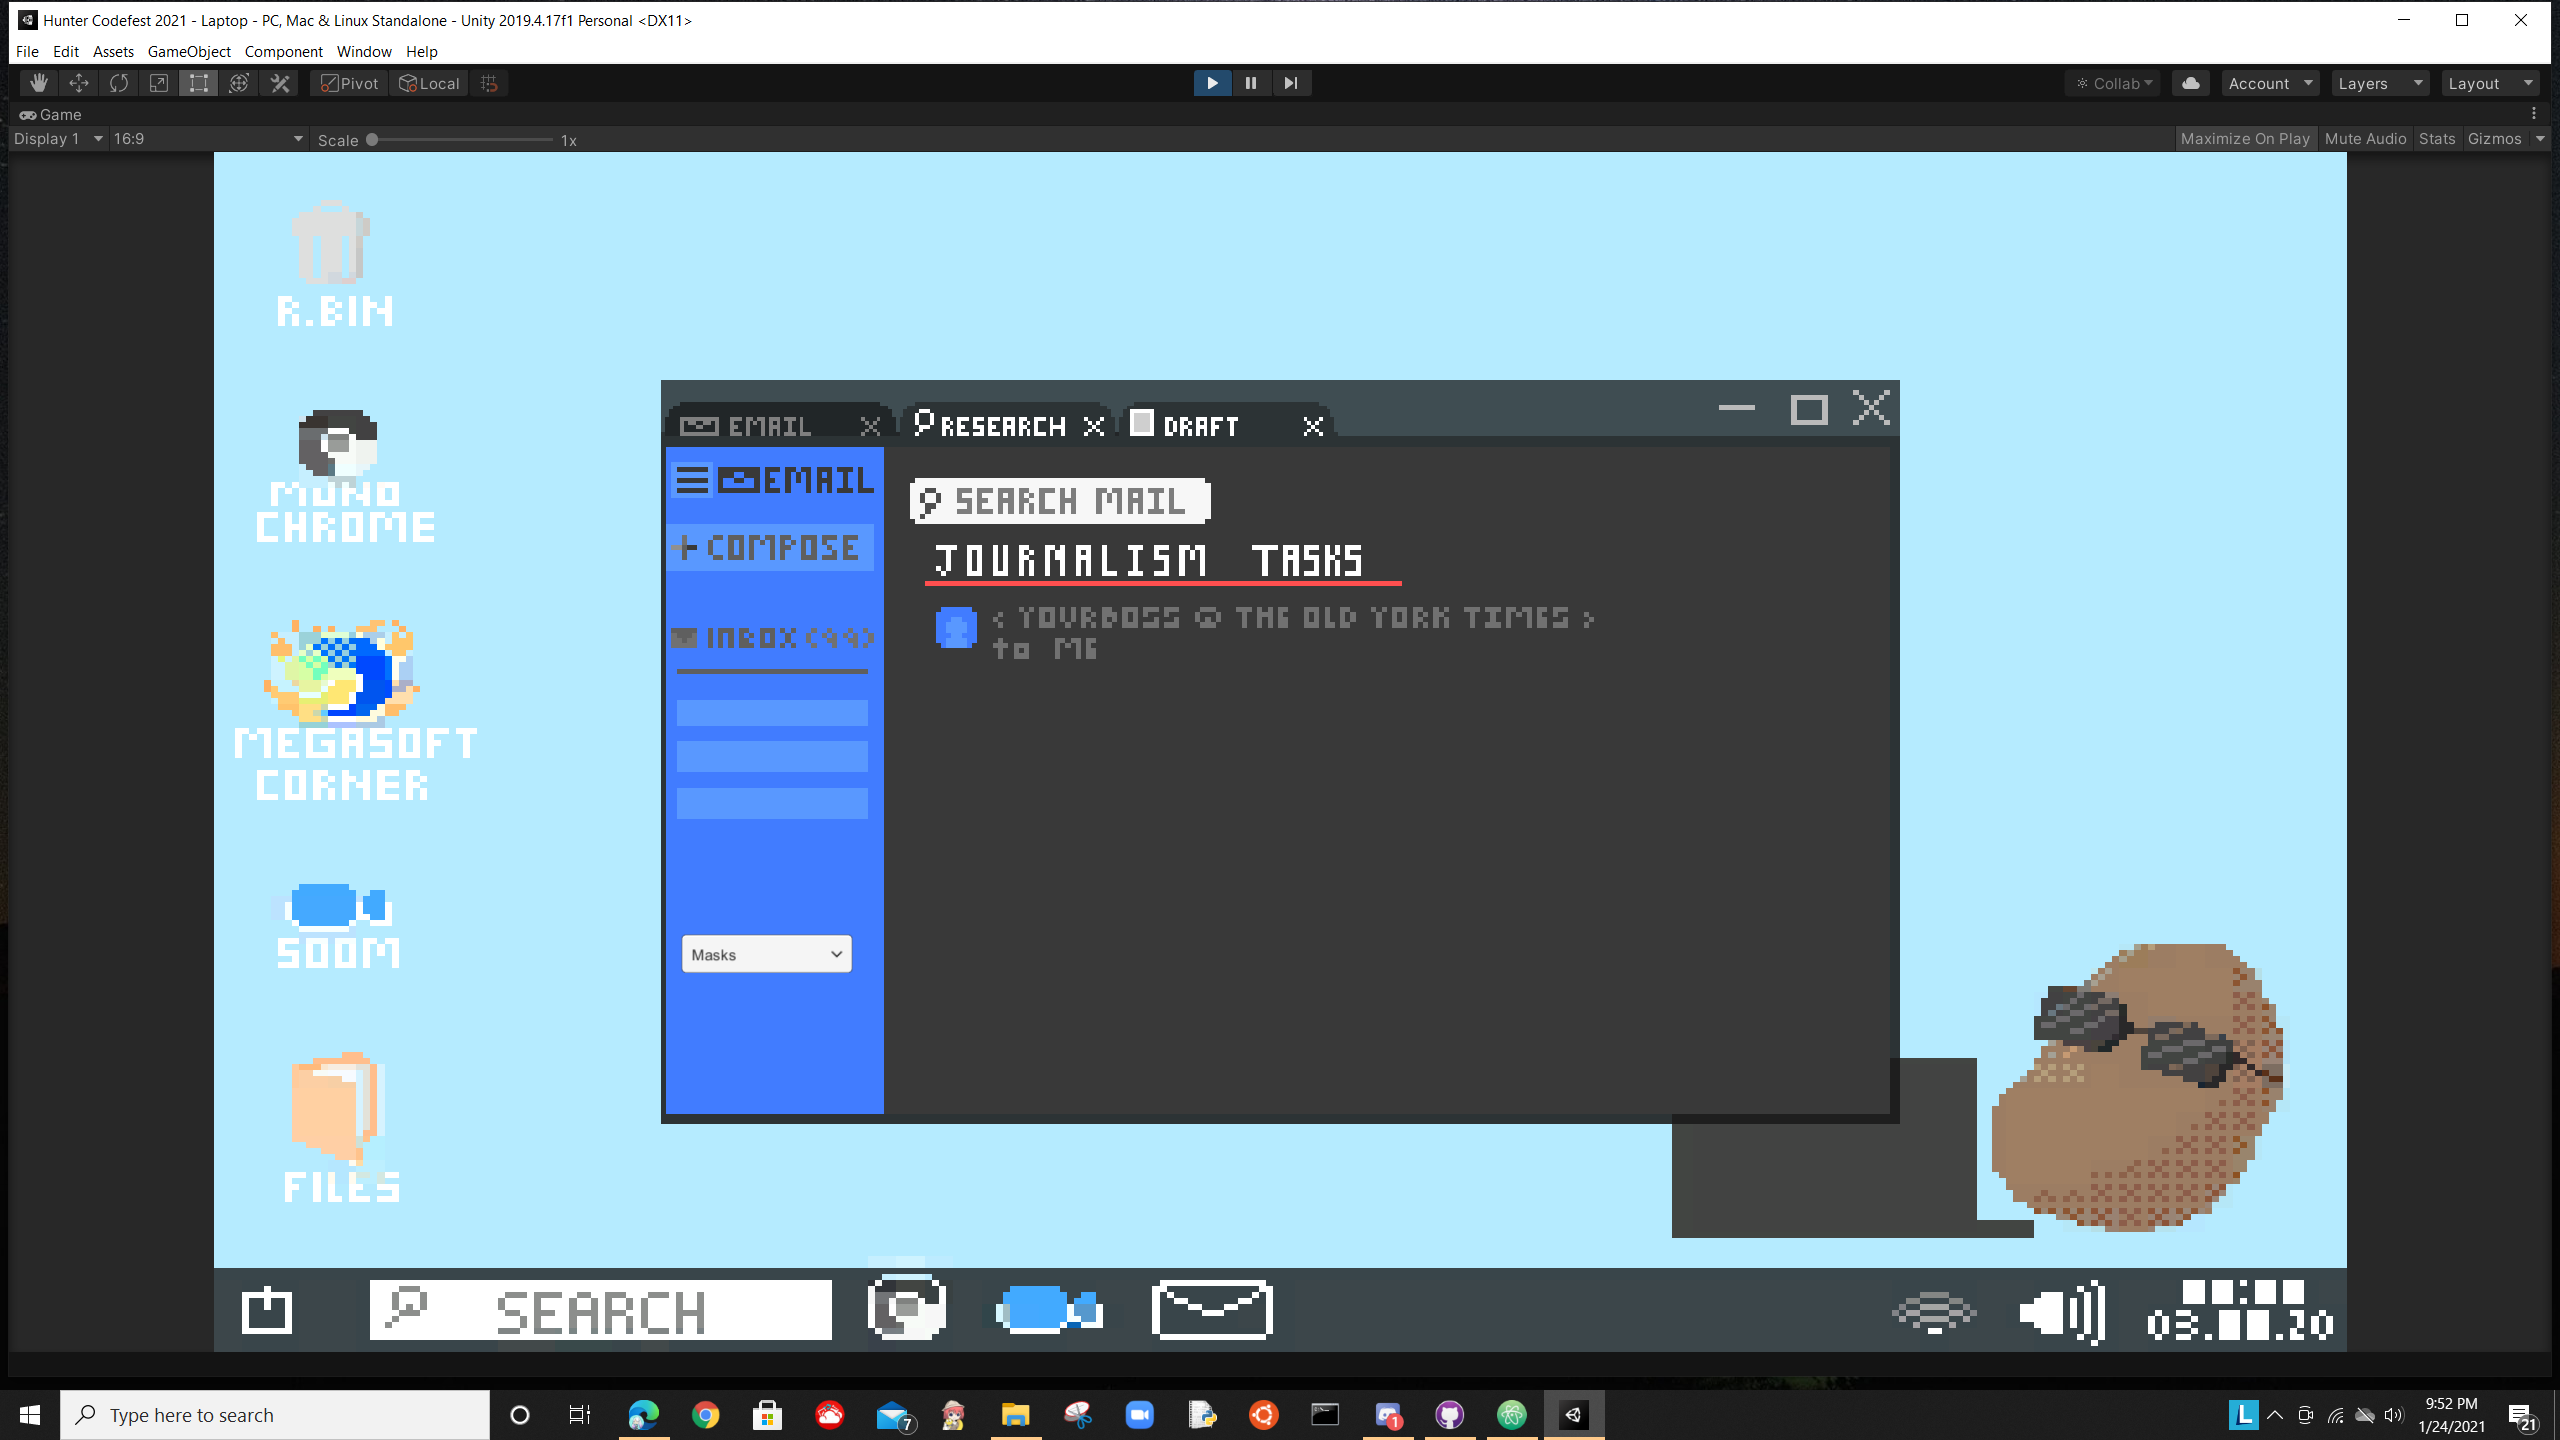 Hunter Codefest 2021 - Laptop - PC, Mac & Linux Standalone - Unity 2019.4.17f1 Personal <DX11>
File Edit Assets GameObject Component Window Help
Pivot Local Collab Account Layers Layout
Game
Display 1 16:9 Scale 1x Maximize On Play Mute Audio Stats Gizmos
R.BIN
MONO
CHROME
MEGASOFT
CORNER
SOOM
FILES
EMAIL RESEARCH DRAFT
EMAIL
+ COMPOSE
INBOX (99)
Masks
SEARCH MAIL
JOURNALISM TASKS
< YOURBOSS @ THE OLD YORK TIMES >
to ME
SEARCH
Type here to search
7
1
L
9:52 PM
1/24/2021
21